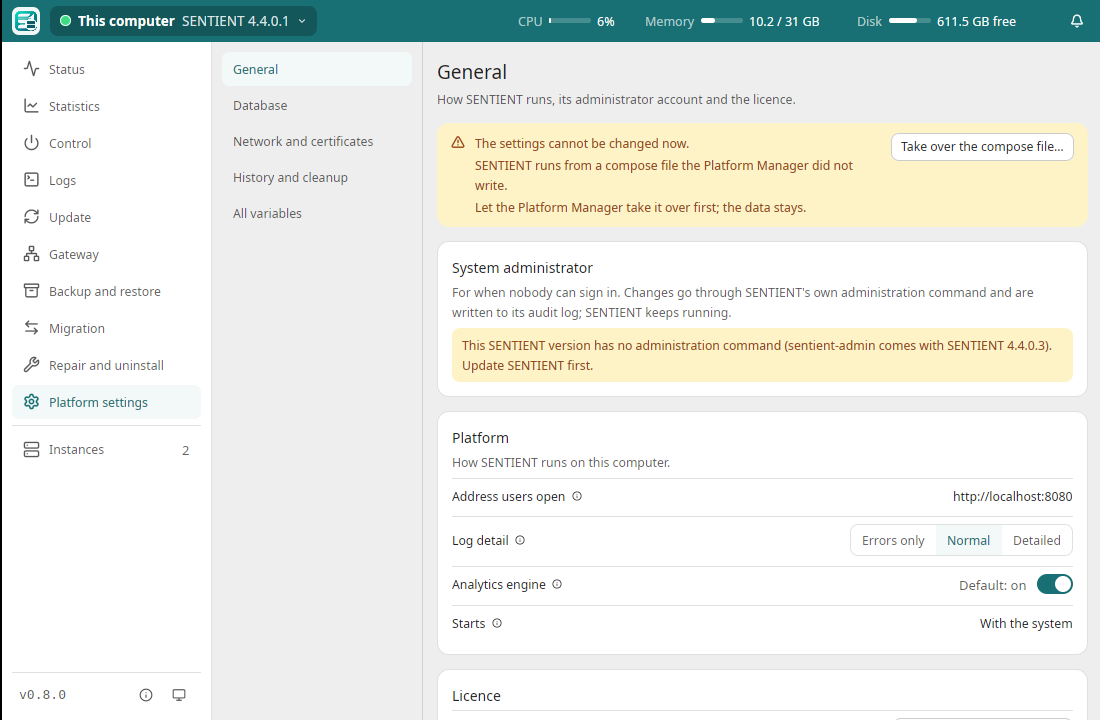 This computer SENTIENT 4.4.0.1
CPU 6%
Memory 10.2 / 31 GB
Disk 611.5 GB free
Status
Statistics
Control
Logs
Update
Gateway
Backup and restore
Migration
Repair and uninstall
Platform settings
Instances 2
v0.8.0
General
Database
Network and certificates
History and cleanup
All variables
General
How SENTIENT runs, its administrator account and the licence.
The settings cannot be changed now.
SENTIENT runs from a compose file the Platform Manager did not
write.
Let the Platform Manager take it over first; the data stays.
Take over the compose file...
System administrator
For when nobody can sign in. Changes go through SENTIENT's own administration command and are
written to its audit log; SENTIENT keeps running.
This SENTIENT version has no administration command (sentient-admin comes with SENTIENT 4.4.0.3).
Update SENTIENT first.
Platform
How SENTIENT runs on this computer.
Address users open http://localhost:8080
Log detail Errors only Normal Detailed
Analytics engine Default: on
Starts With the system
Licence